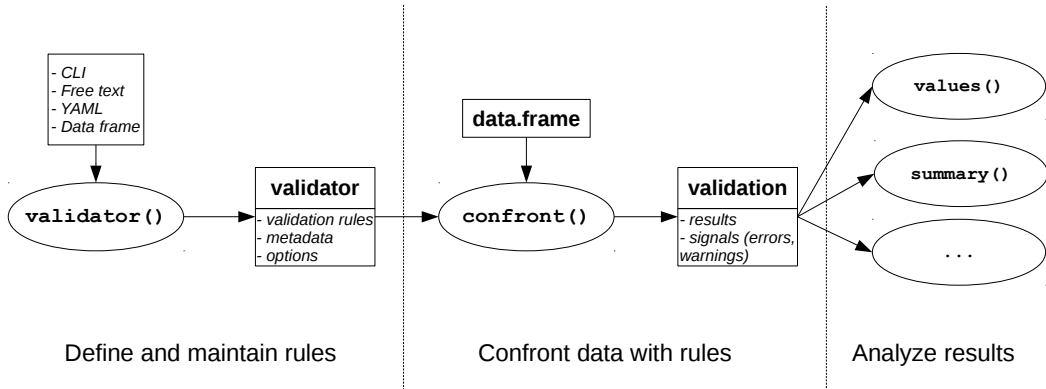 - CLI
- Free text
- YAML
- Data frame
validator()
validator
- validation rules
- metadata
- options
Define and maintain rules
data.frame
confront()
validation
- results
- signals (errors,
warnings)
Confront data with rules
values()
summary()
...
Analyze results